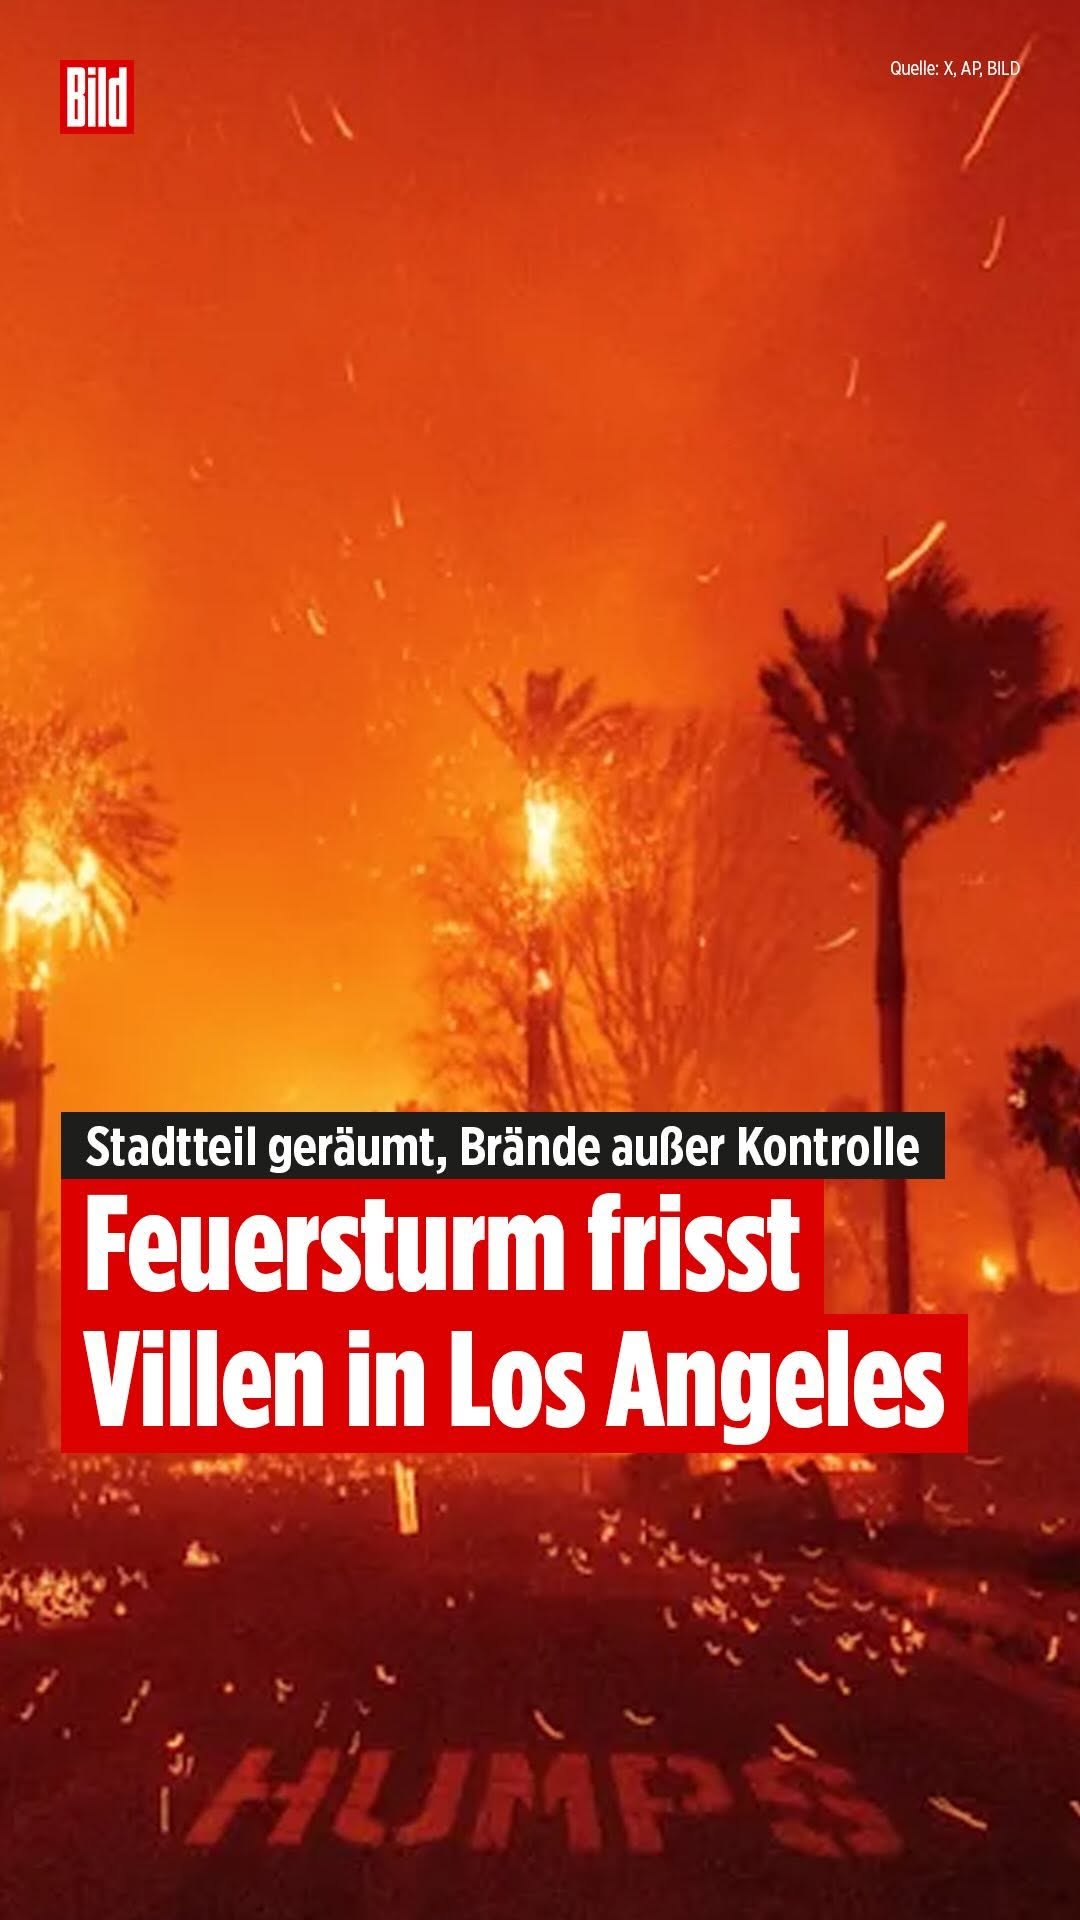 Bild
Quelle: X, AP, BILD
Stadtteil geräumt, Brände außer Kontrolle
Feuersturm frisst
Villen in Los Angeles
HUMPS